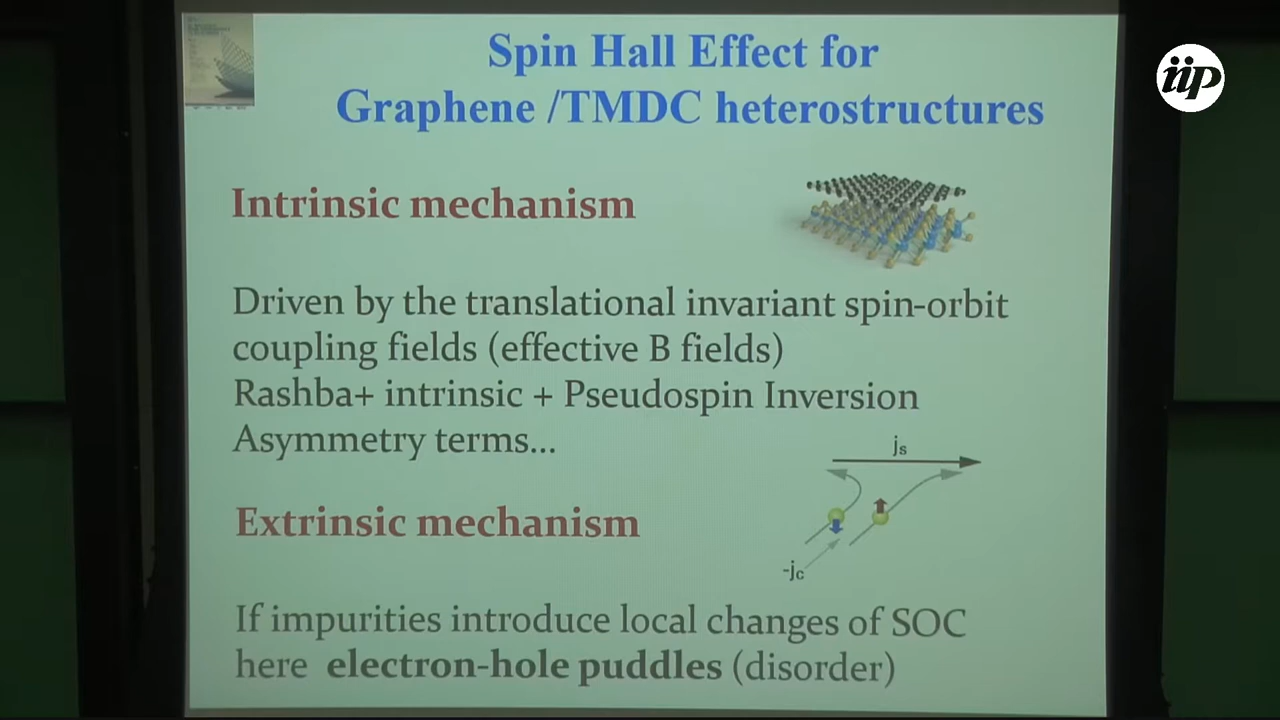 Spin Hall Effect for
Graphene /TMDC heterostructures
iip
Intrinsic mechanism
Driven by the translational invariant spin-orbit
coupling fields (effective B fields)
Rashba+ intrinsic + Pseudospin Inversion
Asymmetry terms...
js
Extrinsic mechanism
-jc
If impurities introduce local changes of SOC
here electron-hole puddles (disorder)